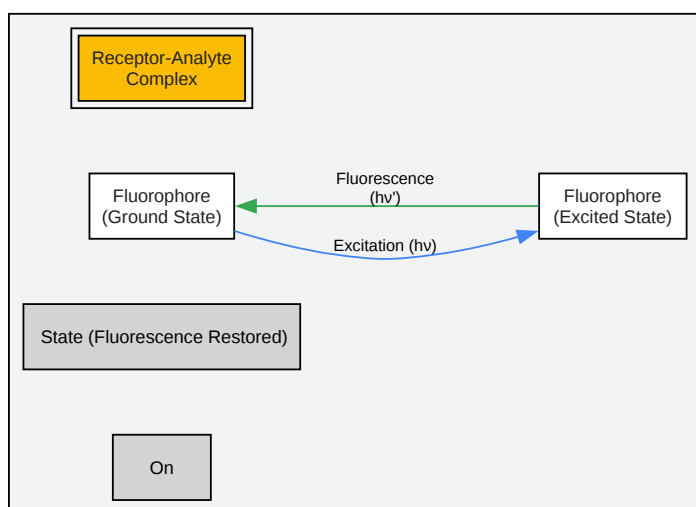 Receptor-Analyte
Complex
Fluorescence
(hν')
Fluorophore
(Ground State)
Fluorophore
(Excited State)
Excitation (hν)
State (Fluorescence Restored)
On